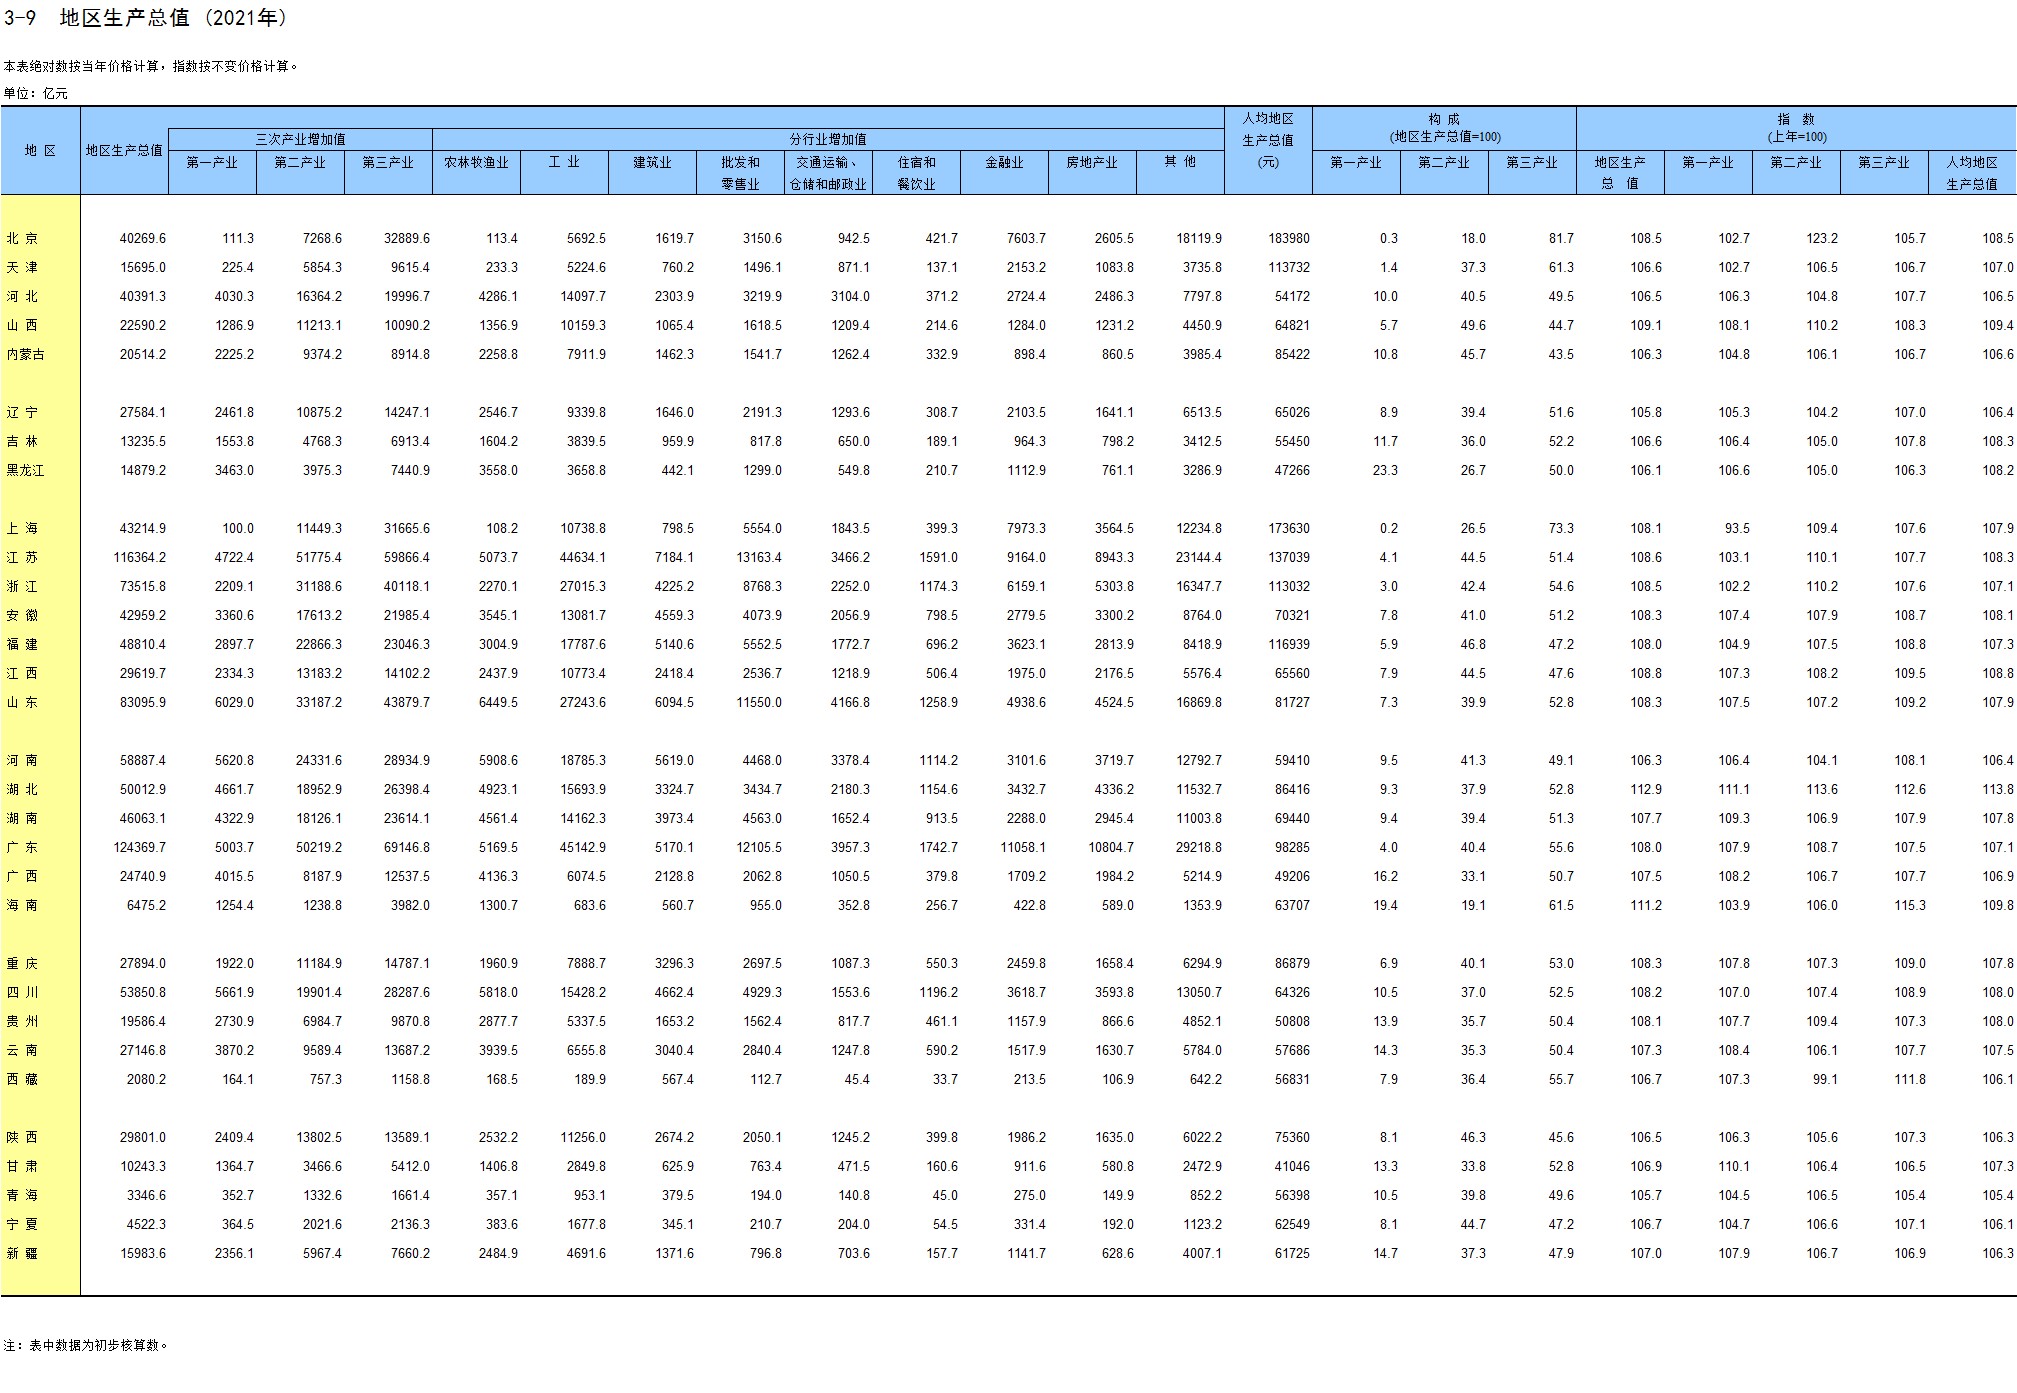 3-9 地区生产总值 (2021年)
本表绝对数按当年价格计算，指数按不变价格计算。
单位：亿元
地 区 地区生产总值 三次产业增加值 分行业增加值 人均地区生产总值(元) 构 成 (地区生产总值=100) 指 数 (上年=100)
第一产业 第二产业 第三产业 农林牧渔业 工 业 建筑业 批发和零售业 交通运输、仓储和邮政业 住宿和餐饮业 金融业 房地产业 其 他 第一产业 第二产业 第三产业 地区生产总 值 第一产业 第二产业 第三产业 人均地区生产总值
北 京 40269.6 111.3 7268.6 32889.6 113.4 5692.5 1619.7 3150.6 942.5 421.7 7603.7 2605.5 18119.9 183980 0.3 18.0 81.7 108.5 102.7 123.2 105.7 108.5
天 津 15695.0 225.4 5854.3 9615.4 233.3 5224.6 760.2 1496.1 871.1 137.1 2153.2 1083.8 3735.8 113732 1.4 37.3 61.3 106.6 102.7 106.5 106.7 107.0
河 北 40391.3 4030.3 16364.2 19996.7 4286.1 14097.7 2303.9 3219.9 3104.0 371.2 2724.4 2486.3 7797.8 54172 10.0 40.5 49.5 106.5 106.3 104.8 107.7 106.5
山 西 22590.2 1286.9 11213.1 10090.2 1356.9 10159.3 1065.4 1618.5 1209.4 214.6 1284.0 1231.2 4450.9 64821 5.7 49.6 44.7 109.1 108.1 110.2 108.3 109.4
内蒙古 20514.2 2225.2 9374.2 8914.8 2258.8 7911.9 1462.3 1541.7 1262.4 332.9 898.4 860.5 3985.4 85422 10.8 45.7 43.5 106.3 104.8 106.1 106.7 106.6
辽 宁 27584.1 2461.8 10875.2 14247.1 2546.7 9339.8 1646.0 2191.3 1293.6 308.7 2103.5 1641.1 6513.5 65026 8.9 39.4 51.6 105.8 105.3 104.2 107.0 106.4
吉 林 13235.5 1553.8 4768.3 6913.4 1604.2 3839.5 959.9 817.8 650.0 189.1 964.3 798.2 3412.5 55450 11.7 36.0 52.2 106.6 106.4 105.0 107.8 108.3
黑龙江 14879.2 3463.0 3975.3 7440.9 3558.0 3658.8 442.1 1299.0 549.8 210.7 1112.9 761.1 3286.9 47266 23.3 26.7 50.0 106.1 106.6 105.0 106.3 108.2
上 海 43214.9 100.0 11449.3 31665.6 108.2 10738.8 798.5 5554.0 1843.5 399.3 7973.3 3564.5 12234.8 173630 0.2 26.5 73.3 108.1 93.5 109.4 107.6 107.9
江 苏 116364.2 4722.4 51775.4 59866.4 5073.7 44634.1 7184.1 13163.4 3466.2 1591.0 9164.0 8943.3 23144.4 137039 4.1 44.5 51.4 108.6 103.1 110.1 107.7 108.3
浙 江 73515.8 2209.1 31188.6 40118.1 2270.1 27015.3 4225.2 8768.3 2252.0 1174.3 6159.1 5303.8 16347.7 113032 3.0 42.4 54.6 108.5 102.2 110.2 107.6 107.1
安 徽 42959.2 3360.6 17613.2 21985.4 3545.1 13081.7 4559.3 4073.9 2056.9 798.5 2779.5 3300.2 8764.0 70321 7.8 41.0 51.2 108.3 107.4 107.9 108.7 108.1
福 建 48810.4 2897.7 22866.3 23046.3 3004.9 17787.6 5140.6 5552.5 1772.7 696.2 3623.1 2813.9 8418.9 116939 5.9 46.8 47.2 108.0 104.9 107.5 108.8 107.3
江 西 29619.7 2334.3 13183.2 14102.2 2437.9 10773.4 2418.4 2536.7 1218.9 506.4 1975.0 2176.5 5576.4 65560 7.9 44.5 47.6 108.8 107.3 108.2 109.5 108.8
山 东 83095.9 6029.0 33187.2 43879.7 6449.5 27243.6 6094.5 11550.0 4166.8 1258.9 4938.6 4524.5 16869.8 81727 7.3 39.9 52.8 108.3 107.5 107.2 109.2 107.9
河 南 58887.4 5620.8 24331.6 28934.9 5908.6 18785.3 5619.0 4468.0 3378.4 1114.2 3101.6 3719.7 12792.7 59410 9.5 41.3 49.1 106.3 106.4 104.1 108.1 106.4
湖 北 50012.9 4661.7 18952.9 26398.4 4923.1 15693.9 3324.7 3434.7 2180.3 1154.6 3432.7 4336.2 11532.7 86416 9.3 37.9 52.8 112.9 111.1 113.6 112.6 113.8
湖 南 46063.1 4322.9 18126.1 23614.1 4561.4 14162.3 3973.4 4563.0 1652.4 913.5 2288.0 2945.4 11003.8 69440 9.4 39.4 51.3 107.7 109.3 106.9 107.9 107.8
广 东 124369.7 5003.7 50219.2 69146.8 5169.5 45142.9 5170.1 12105.5 3957.3 1742.7 11058.1 10804.7 29218.8 98285 4.0 40.4 55.6 108.0 107.9 108.7 107.5 107.1
广 西 24740.9 4015.5 8187.9 12537.5 4136.3 6074.5 2128.8 2062.8 1050.5 379.8 1709.2 1984.2 5214.9 49206 16.2 33.1 50.7 107.5 108.2 106.7 107.7 106.9
海 南 6475.2 1254.4 1238.8 3982.0 1300.7 683.6 560.7 955.0 352.8 256.7 422.8 589.0 1353.9 63707 19.4 19.1 61.5 111.2 103.9 106.0 115.3 109.8
重 庆 27894.0 1922.0 11184.9 14787.1 1960.9 7888.7 3296.3 2697.5 1087.3 550.3 2459.8 1658.4 6294.9 86879 6.9 40.1 53.0 108.3 107.8 107.3 109.0 107.8
四 川 53850.8 5661.9 19901.4 28287.6 5818.0 15428.2 4662.4 4929.3 1553.6 1196.2 3618.7 3593.8 13050.7 64326 10.5 37.0 52.5 108.2 107.0 107.4 108.9 108.0
贵 州 19586.4 2730.9 6984.7 9870.8 2877.7 5337.5 1653.2 1562.4 817.7 461.1 1157.9 866.6 4852.1 50808 13.9 35.7 50.4 108.1 107.7 109.4 107.3 108.0
云 南 27146.8 3870.2 9589.4 13687.2 3939.5 6555.8 3040.4 2840.4 1247.8 590.2 1517.9 1630.7 5784.0 57686 14.3 35.3 50.4 107.3 108.4 106.1 107.7 107.5
西 藏 2080.2 164.1 757.3 1158.8 168.5 189.9 567.4 112.7 45.4 33.7 213.5 106.9 642.2 56831 7.9 36.4 55.7 106.7 107.3 99.1 111.8 106.1
陕 西 29801.0 2409.4 13802.5 13589.1 2532.2 11256.0 2674.2 2050.1 1245.2 399.8 1986.2 1635.0 6022.2 75360 8.1 46.3 45.6 106.5 106.3 105.6 107.3 106.3
甘 肃 10243.3 1364.7 3466.6 5412.0 1406.8 2849.8 625.9 763.4 471.5 160.6 911.6 580.8 2472.9 41046 13.3 33.8 52.8 106.9 110.1 106.4 106.5 107.3
青 海 3346.6 352.7 1332.6 1661.4 357.1 953.1 379.5 194.0 140.8 45.0 275.0 149.9 852.2 56398 10.5 39.8 49.6 105.7 104.5 106.5 105.4 105.4
宁 夏 4522.3 364.5 2021.6 2136.3 383.6 1677.8 345.1 210.7 204.0 54.5 331.4 192.0 1123.2 62549 8.1 44.7 47.2 106.7 104.7 106.6 107.1 106.1
新 疆 15983.6 2356.1 5967.4 7660.2 2484.9 4691.6 1371.6 796.8 703.6 157.7 1141.7 628.6 4007.1 61725 14.7 37.3 47.9 107.0 107.9 106.7 106.9 106.3
注：表中数据为初步核算数。